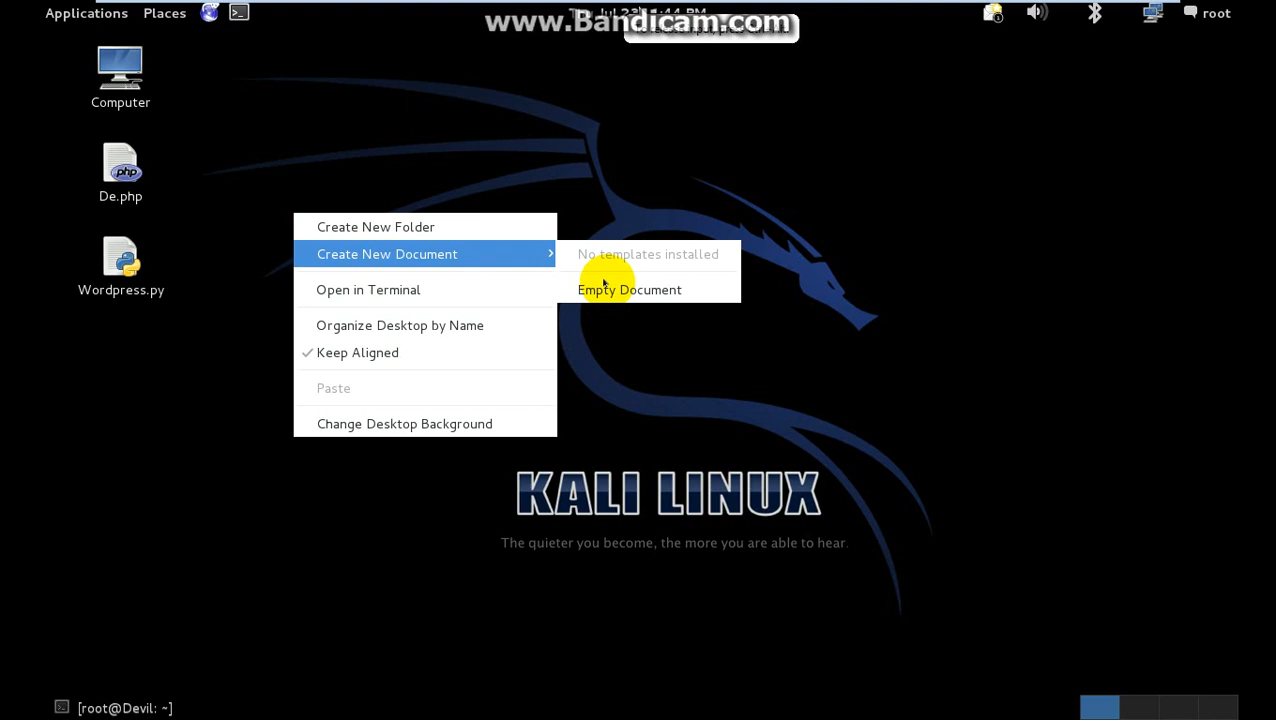 Applications Places
www.Bandicam.com
root
Computer
De.php
Wordpress.py
Create New Folder
Create New Document
No templates installed
Empty Document
Open in Terminal
Organize Desktop by Name
Keep Aligned
Paste
Change Desktop Background
KALI LINUX
The quieter you become, the more you are able to hear.
[root@Devil: ~]